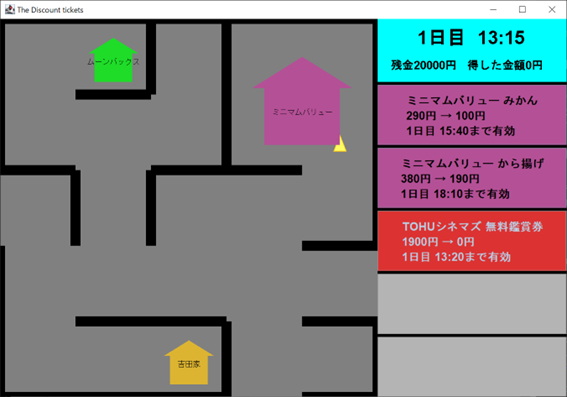 The Discount tickets
1日目 13:15
残金20000円 得した金額0円
ムーンバックス
ミニマムバリュー
ミニマムバリュー みかん
290円 → 100円
1日目 15:40まで有効
ミニマムバリュー から揚げ
380円 → 190円
1日目 18:10まで有効
TOHUシネマズ 無料鑑賞券
1900円 → 0円
1日目 13:20まで有効
吉田家